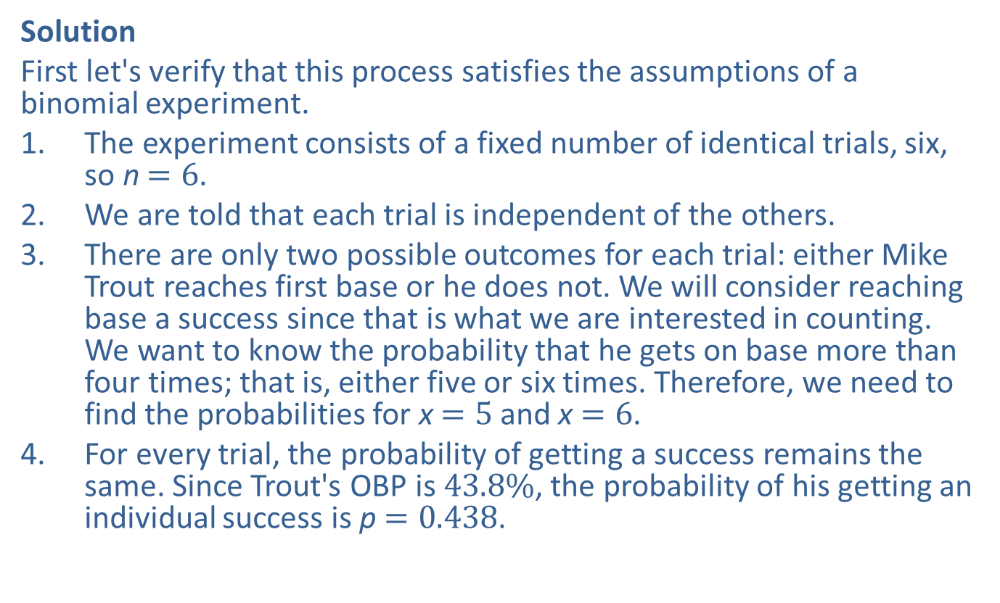 Solution
First let's verify that this process satisfies the assumptions of a
binomial experiment.
1. The experiment consists of a fixed number of identical trials, six,
so n = 6.
2. We are told that each trial is independent of the others.
3. There are only two possible outcomes for each trial: either Mike
Trout reaches first base or he does not. We will consider reaching
base a success since that is what we are interested in counting.
We want to know the probability that he gets on base more than
four times; that is, either five or six times. Therefore, we need to
find the probabilities for x = 5 and x = 6.
4. For every trial, the probability of getting a success remains the
same. Since Trout's OBP is 43.8%, the probability of his getting an
individual success is p = 0.438.